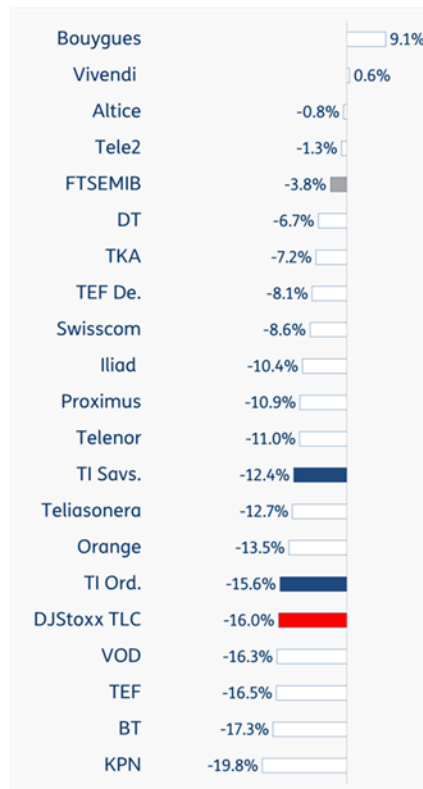 Bouygues 9.1%
Vivendi 0.6%
Altice -0.8%
Tele2 -1.3%
FTSEMIB -3.8%
DT -6.7%
TKA -7.2%
TEF De. -8.1%
Swisscom -8.6%
Iliad -10.4%
Proximus -10.9%
Telenor -11.0%
TI Savs. -12.4%
Teliasonera -12.7%
Orange -13.5%
TI Ord. -15.6%
DJStoxx TLC -16.0%
VOD -16.3%
TEF -16.5%
BT -17.3%
KPN -19.8%